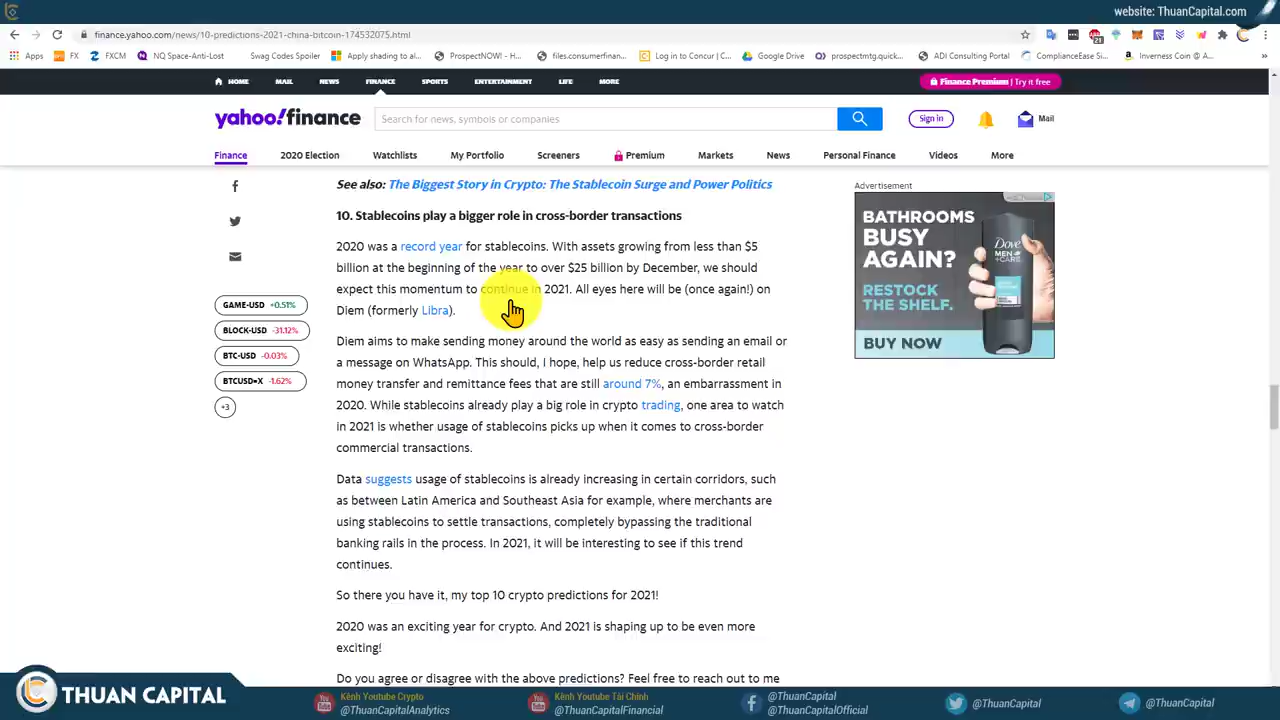 website: ThuanCapital.com
finance.yahoo.com/news/10-predictions-2021-china-bitcoin-174532075.html
21
Apps
FX
FXCM
NQ Space-Anti-Lost
Swag Codes Spoiler
Apply shading to al...
ProspectNOW! - N...
files.consumerfinan...
Log in to Concur | C...
Google Drive
prospectmtg.quick...
ADI Consulting Portal
ComplianceEase Si...
Inverness Coin @ A...
HOME
MAIL
NEWS
FINANCE
SPORTS
ENTERTAINMENT
LIFE
MORE
Finance Premium | Try it free
yahoo!finance
Search for news, symbols or companies
Sign in
Mail
Finance
2020 Election
Watchlists
My Portfolio
Screeners
Premium
Markets
News
Personal Finance
Videos
More
See also: The Biggest Story in Crypto: The Stablecoin Surge and Power Politics
10. Stablecoins play a bigger role in cross-border transactions
2020 was a record year for stablecoins. With assets growing from less than $5
billion at the beginning of the year to over $25 billion by December, we should
expect this momentum to continue in 2021. All eyes here will be (once again!) on
Diem (formerly Libra).
Diem aims to make sending money around the world as easy as sending an email or
a message on WhatsApp. This should, I hope, help us reduce cross-border retail
money transfer and remittance fees that are still around 7%, an embarrassment in
2020. While stablecoins already play a big role in crypto trading, one area to watch
in 2021 is whether usage of stablecoins picks up when it comes to cross-border
commercial transactions.
Data suggests usage of stablecoins is already increasing in certain corridors, such
as between Latin America and Southeast Asia for example, where merchants are
using stablecoins to settle transactions, completely bypassing the traditional
banking rails in the process. In 2021, it will be interesting to see if this trend
continues.
So there you have it, my top 10 crypto predictions for 2021!
2020 was an exciting year for crypto. And 2021 is shaping up to be even more
exciting!
Do you agree or disagree with the above predictions? Feel free to reach out to me
GAME-USD +0.51%
BLOCK-USD -31.12%
BTC-USD -0.03%
BTCUSD=X -1.62%
+3
Advertisement
BATHROOMS
BUSY
AGAIN?
RESTOCK
THE SHELF.
BUY NOW
Dove
MEN+CARE
THUAN CAPITAL
Kênh Youtube Crypto
@ThuanCapitalAnalytics
Kênh Youtube Tài Chính
@ThuanCapitalFinancial
@ThuanCapital
@ThuanCapitalOfficial
@ThuanCapital
@ThuanCapital